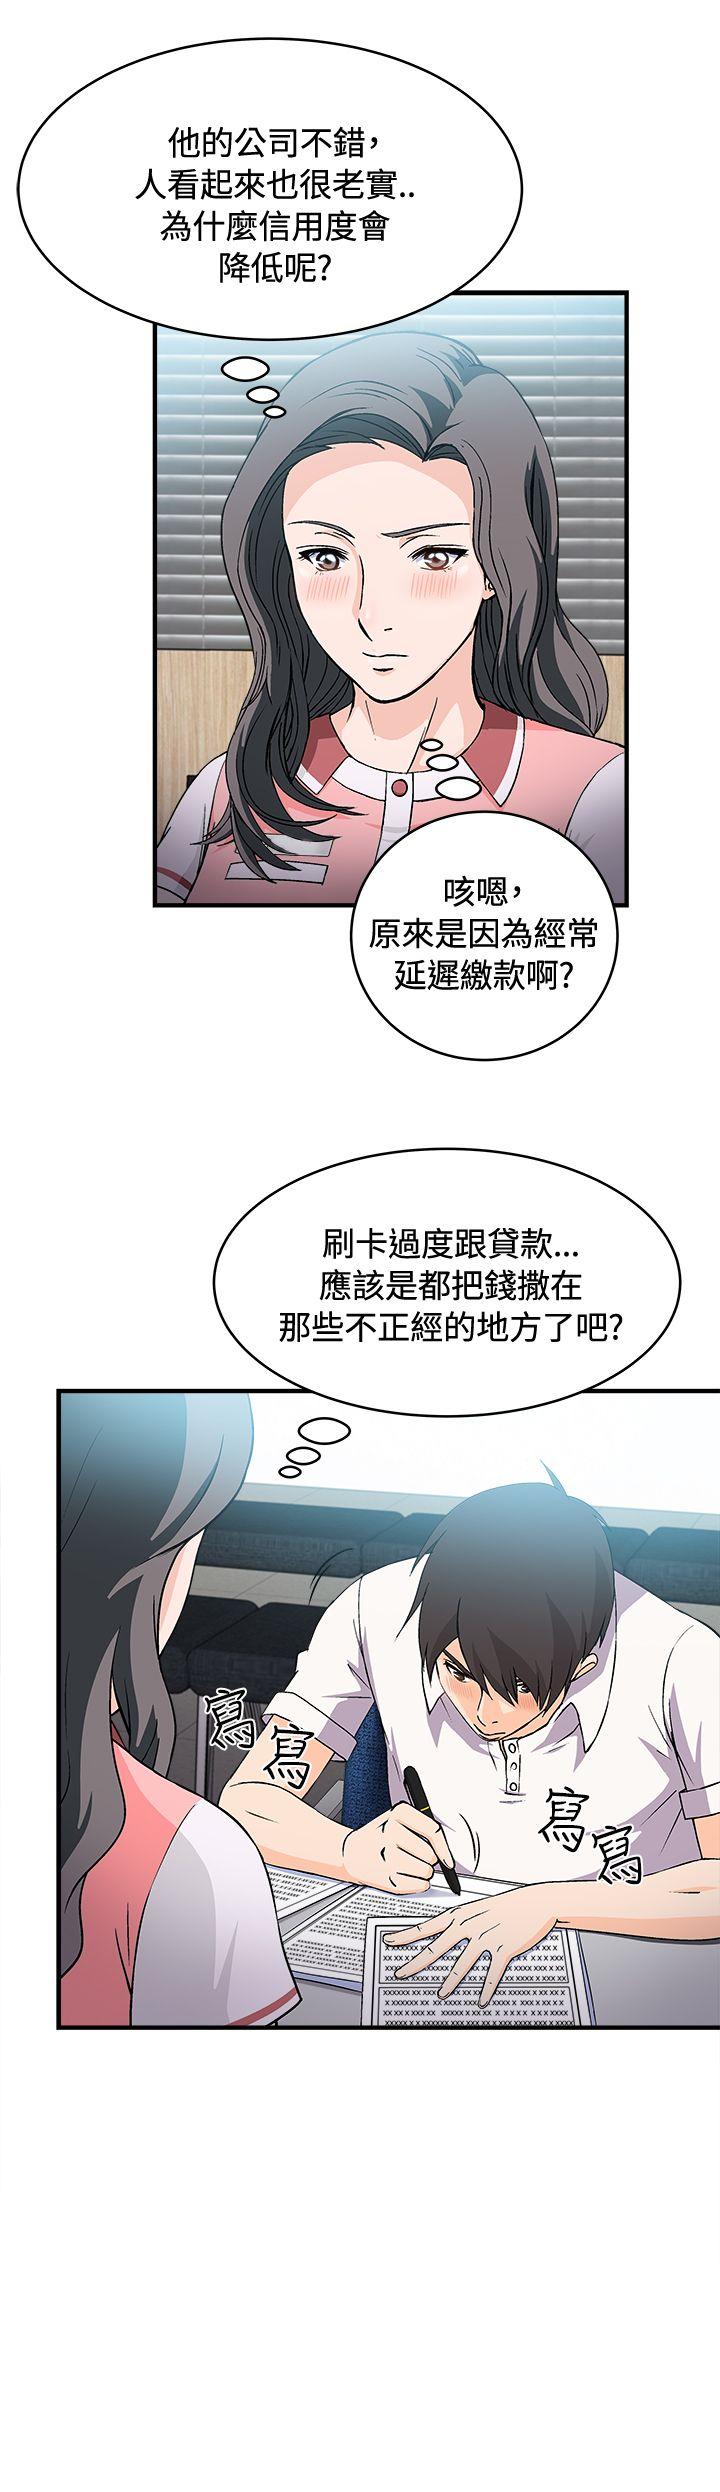 他的公司不錯,
人看起來也很老實..
為什麼信用度會
降低呢?
咳嗯,
原來是因為經常
延遲繳款啊?
刷卡過度跟貸款...
應該是都把錢撒在
那些不正經的地方了吧?
寫
寫
寫
寫